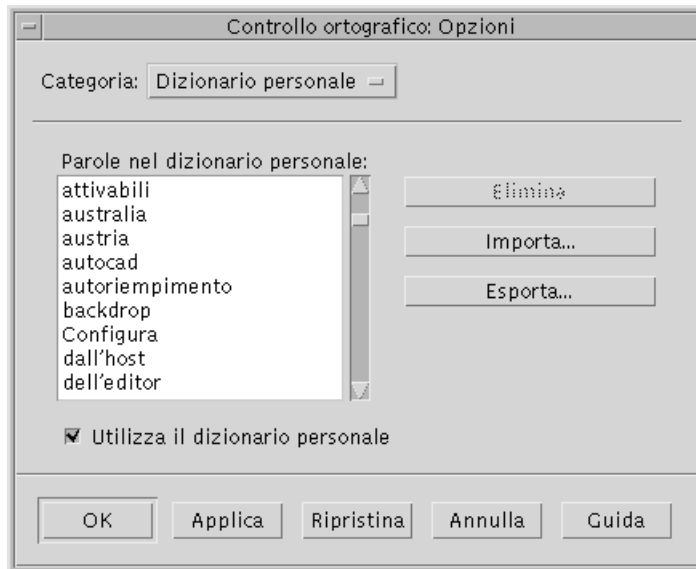 Controllo ortografico: Opzioni
Categoria: Dizionario personale
Parole nel dizionario personale:
attivabili
australia
austria
autocad
autoriempimento
backdrop
Configura
dall'host
dell'editor
Elimina
Importa...
Esporta...
Utilizza il dizionario personale
OK Applica Ripristina Annulla Guida